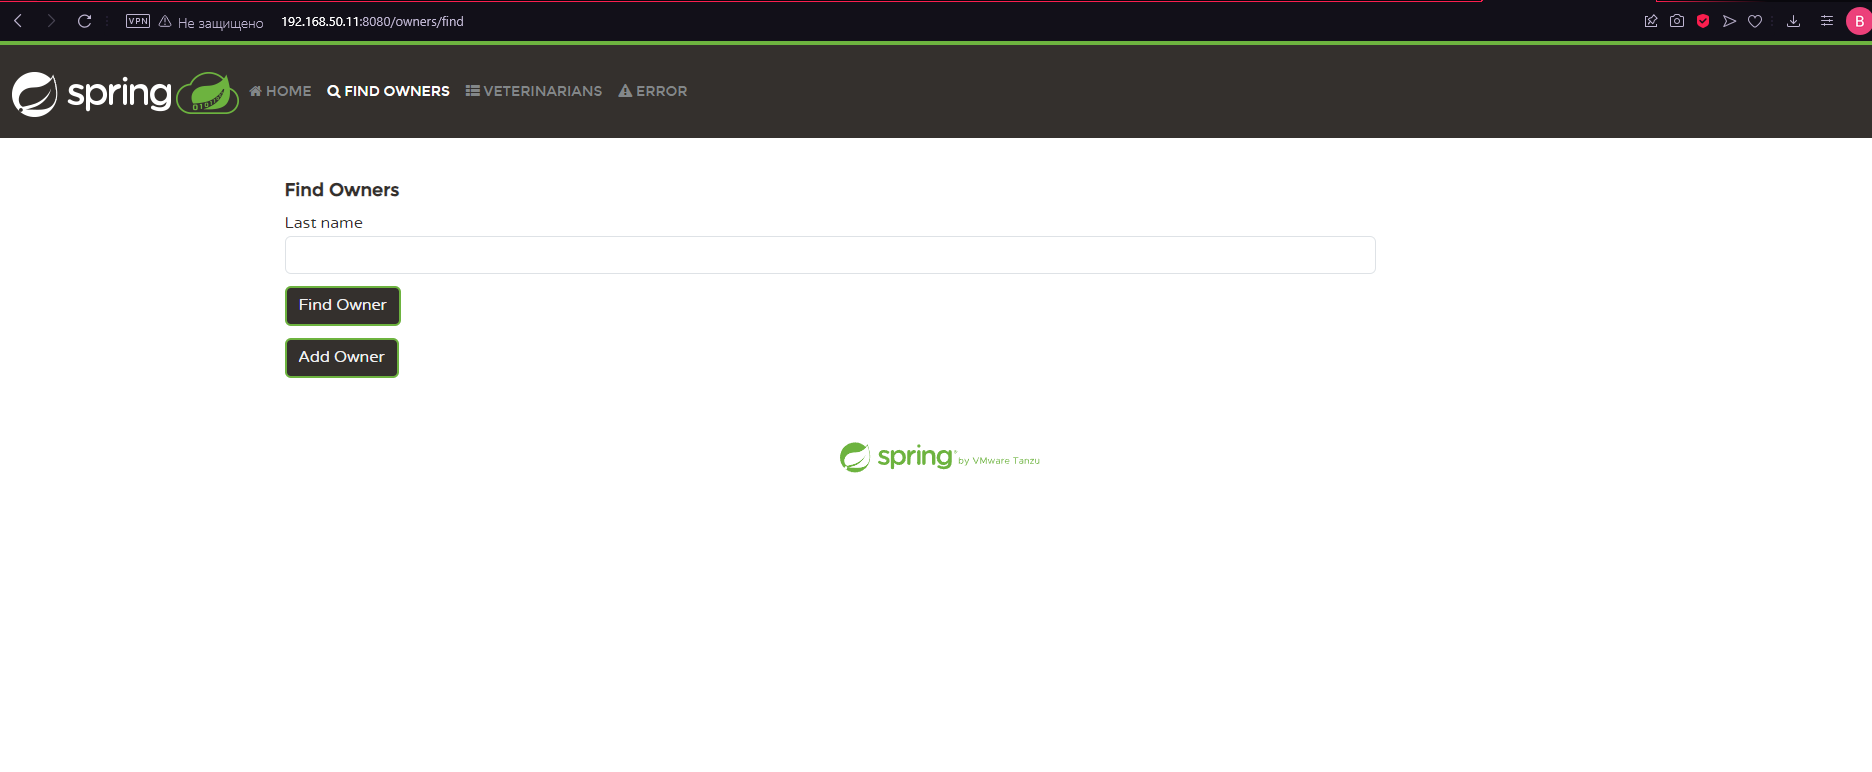 VPN Не защищено 192.168.50.11:8080/owners/find B
spring HOME FIND OWNERS VETERINARIANS ERROR
Find Owners
Last name
Find Owner
Add Owner
spring by VMware Tanzu